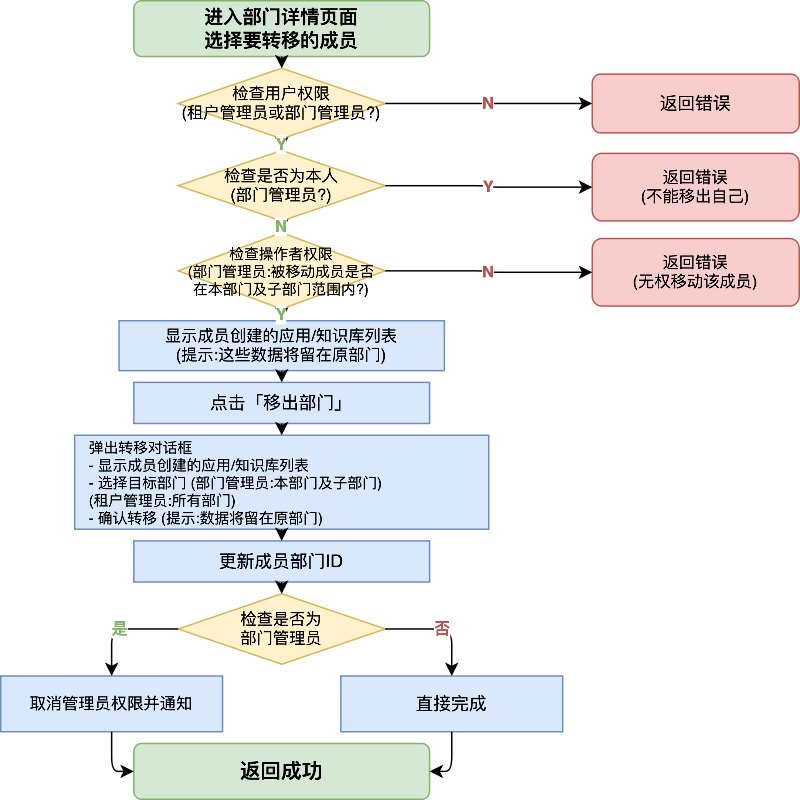 进入部门详情页面
选择要转移的成员
检查用户权限
(租户管理员或部门管理员?)
N
返回错误
Y
检查是否为本人
(部门管理员?)
Y
返回错误
(不能移出自己)
N
检查操作者权限
(部门管理员:被移动成员是否
在本部门及子部门范围内?)
N
返回错误
(无权移动该成员)
Y
显示成员创建的应用/知识库列表
(提示:这些数据将留在原部门)
点击「移出部门」
弹出转移对话框
- 显示成员创建的应用/知识库列表
- 选择目标部门 (部门管理员:本部门及子部门)
(租户管理员:所有部门)
- 确认转移 (提示:数据将留在原部门)
更新成员部门ID
检查是否为
部门管理员
是
否
取消管理员权限并通知
直接完成
返回成功